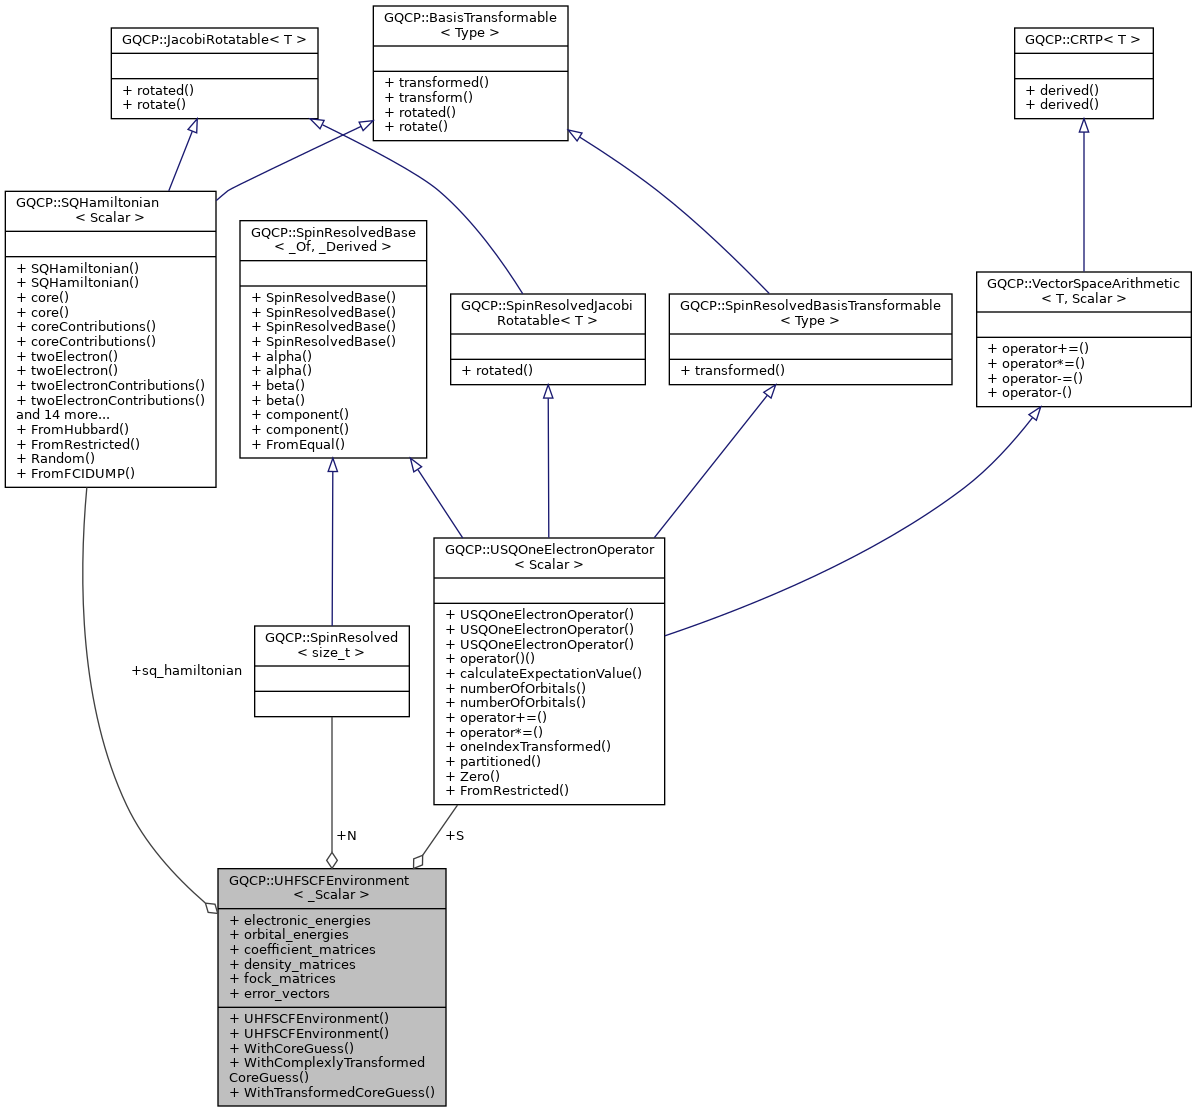 GQCP::JacobiRotatable< T >
+ rotated()
+ rotate()
GQCP::BasisTransformable
< Type >
+ transformed()
+ transform()
+ rotated()
+ rotate()
GQCP::CRTP< T >
+ derived()
+ derived()
GQCP::SQHamiltonian
< Scalar >
+ SQHamiltonian()
+ SQHamiltonian()
+ core()
+ core()
+ coreContributions()
+ coreContributions()
+ twoElectron()
+ twoElectron()
+ twoElectronContributions()
+ twoElectronContributions()
and 14 more...
+ FromHubbard()
+ FromRestricted()
+ Random()
+ FromFCIDUMP()
GQCP::SpinResolvedBase
< _Of, _Derived >
+ SpinResolvedBase()
+ SpinResolvedBase()
+ SpinResolvedBase()
+ SpinResolvedBase()
+ alpha()
+ alpha()
+ beta()
+ beta()
+ component()
+ component()
+ FromEqual()
GQCP::SpinResolvedJacobi
Rotatable< T >
+ rotated()
GQCP::SpinResolvedBasisTransformable
< Type >
+ transformed()
GQCP::VectorSpaceArithmetic
< T, Scalar >
+ operator+=()
+ operator*=()
+ operator-=()
+ operator-()
GQCP::SpinResolved
< size_t >
GQCP::USQOneElectronOperator
< Scalar >
+ USQOneElectronOperator()
+ USQOneElectronOperator()
+ USQOneElectronOperator()
+ operator()()
+ calculateExpectationValue()
+ numberOfOrbitals()
+ numberOfOrbitals()
+ operator+=()
+ operator*=()
+ oneIndexTransformed()
+ partitioned()
+ Zero()
+ FromRestricted()
+sq_hamiltonian
+N
+S
GQCP::UHFSCFEnvironment
< _Scalar >
+ electronic_energies
+ orbital_energies
+ coefficient_matrices
+ density_matrices
+ fock_matrices
+ error_vectors
+ UHFSCFEnvironment()
+ UHFSCFEnvironment()
+ WithCoreGuess()
+ WithComplexlyTransformed
CoreGuess()
+ WithTransformedCoreGuess()